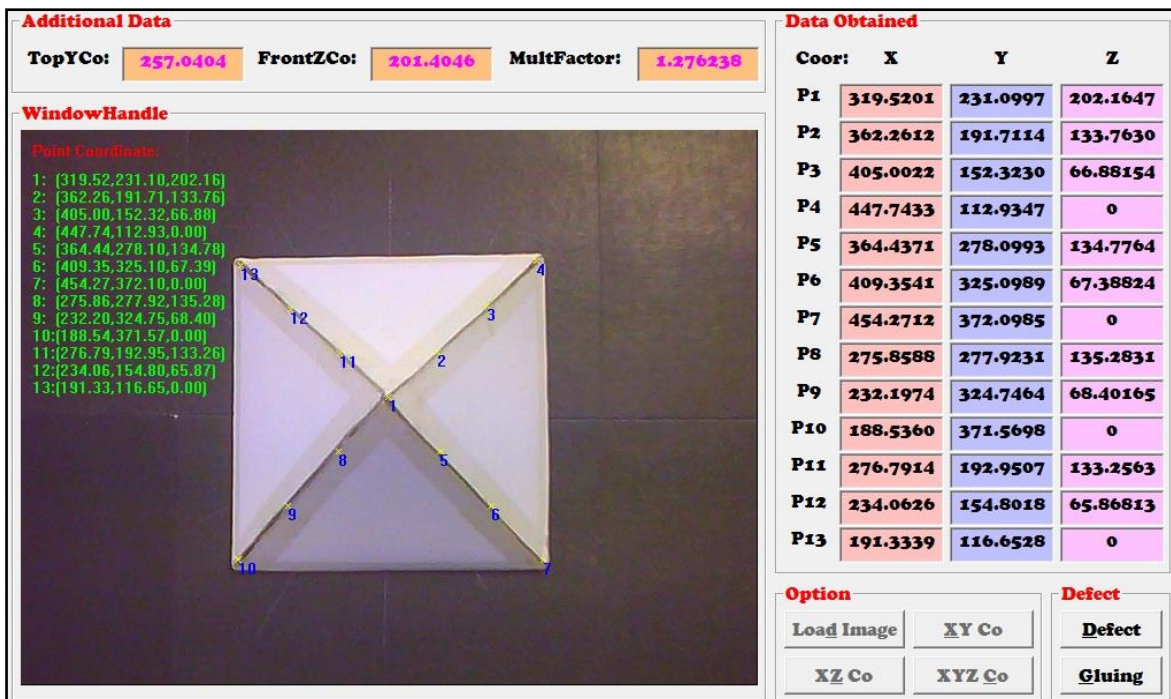 Additional Data
TopYCo: 257.0404 FrontZCo: 201.4046 MultFactor: 1.276238
WindowHandle
Point Coordinate:
1: (319.52,231.10,202.16)
2: (362.26,191.71,133.76)
3: (405.00,152.32,66.88)
4: (447.74,112.93,0.00)
5: (364.44,278.10,134.78)
6: (409.35,325.10,67.39)
7: (454.27,372.10,0.00)
8: (275.86,277.92,135.28)
9: (232.20,324.75,68.40)
10:(188.54,371.57,0.00)
11:(276.79,192.95,133.26)
12:(234.06,154.80,65.87)
13:(191.33,116.65,0.00)
13
4
12
3
11
2
1
8
5
9
6
10
7
Data Obtained
Coor: X Y Z
P1 319.5201 231.0997 202.1647
P2 362.2612 191.7114 133.7630
P3 405.0022 152.3230 66.88154
P4 447.7433 112.9347 0
P5 364.4371 278.0993 134.7764
P6 409.3541 325.0989 67.38824
P7 454.2712 372.0985 0
P8 275.8588 277.9231 135.2831
P9 232.1974 324.7464 68.40165
P10 188.5360 371.5698 0
P11 276.7914 192.9507 133.2563
P12 234.0626 154.8018 65.86813
P13 191.3339 116.6528 0
Option
Load Image XY Co
XZ Co XYZ Co
Defect
Defect
Gluing